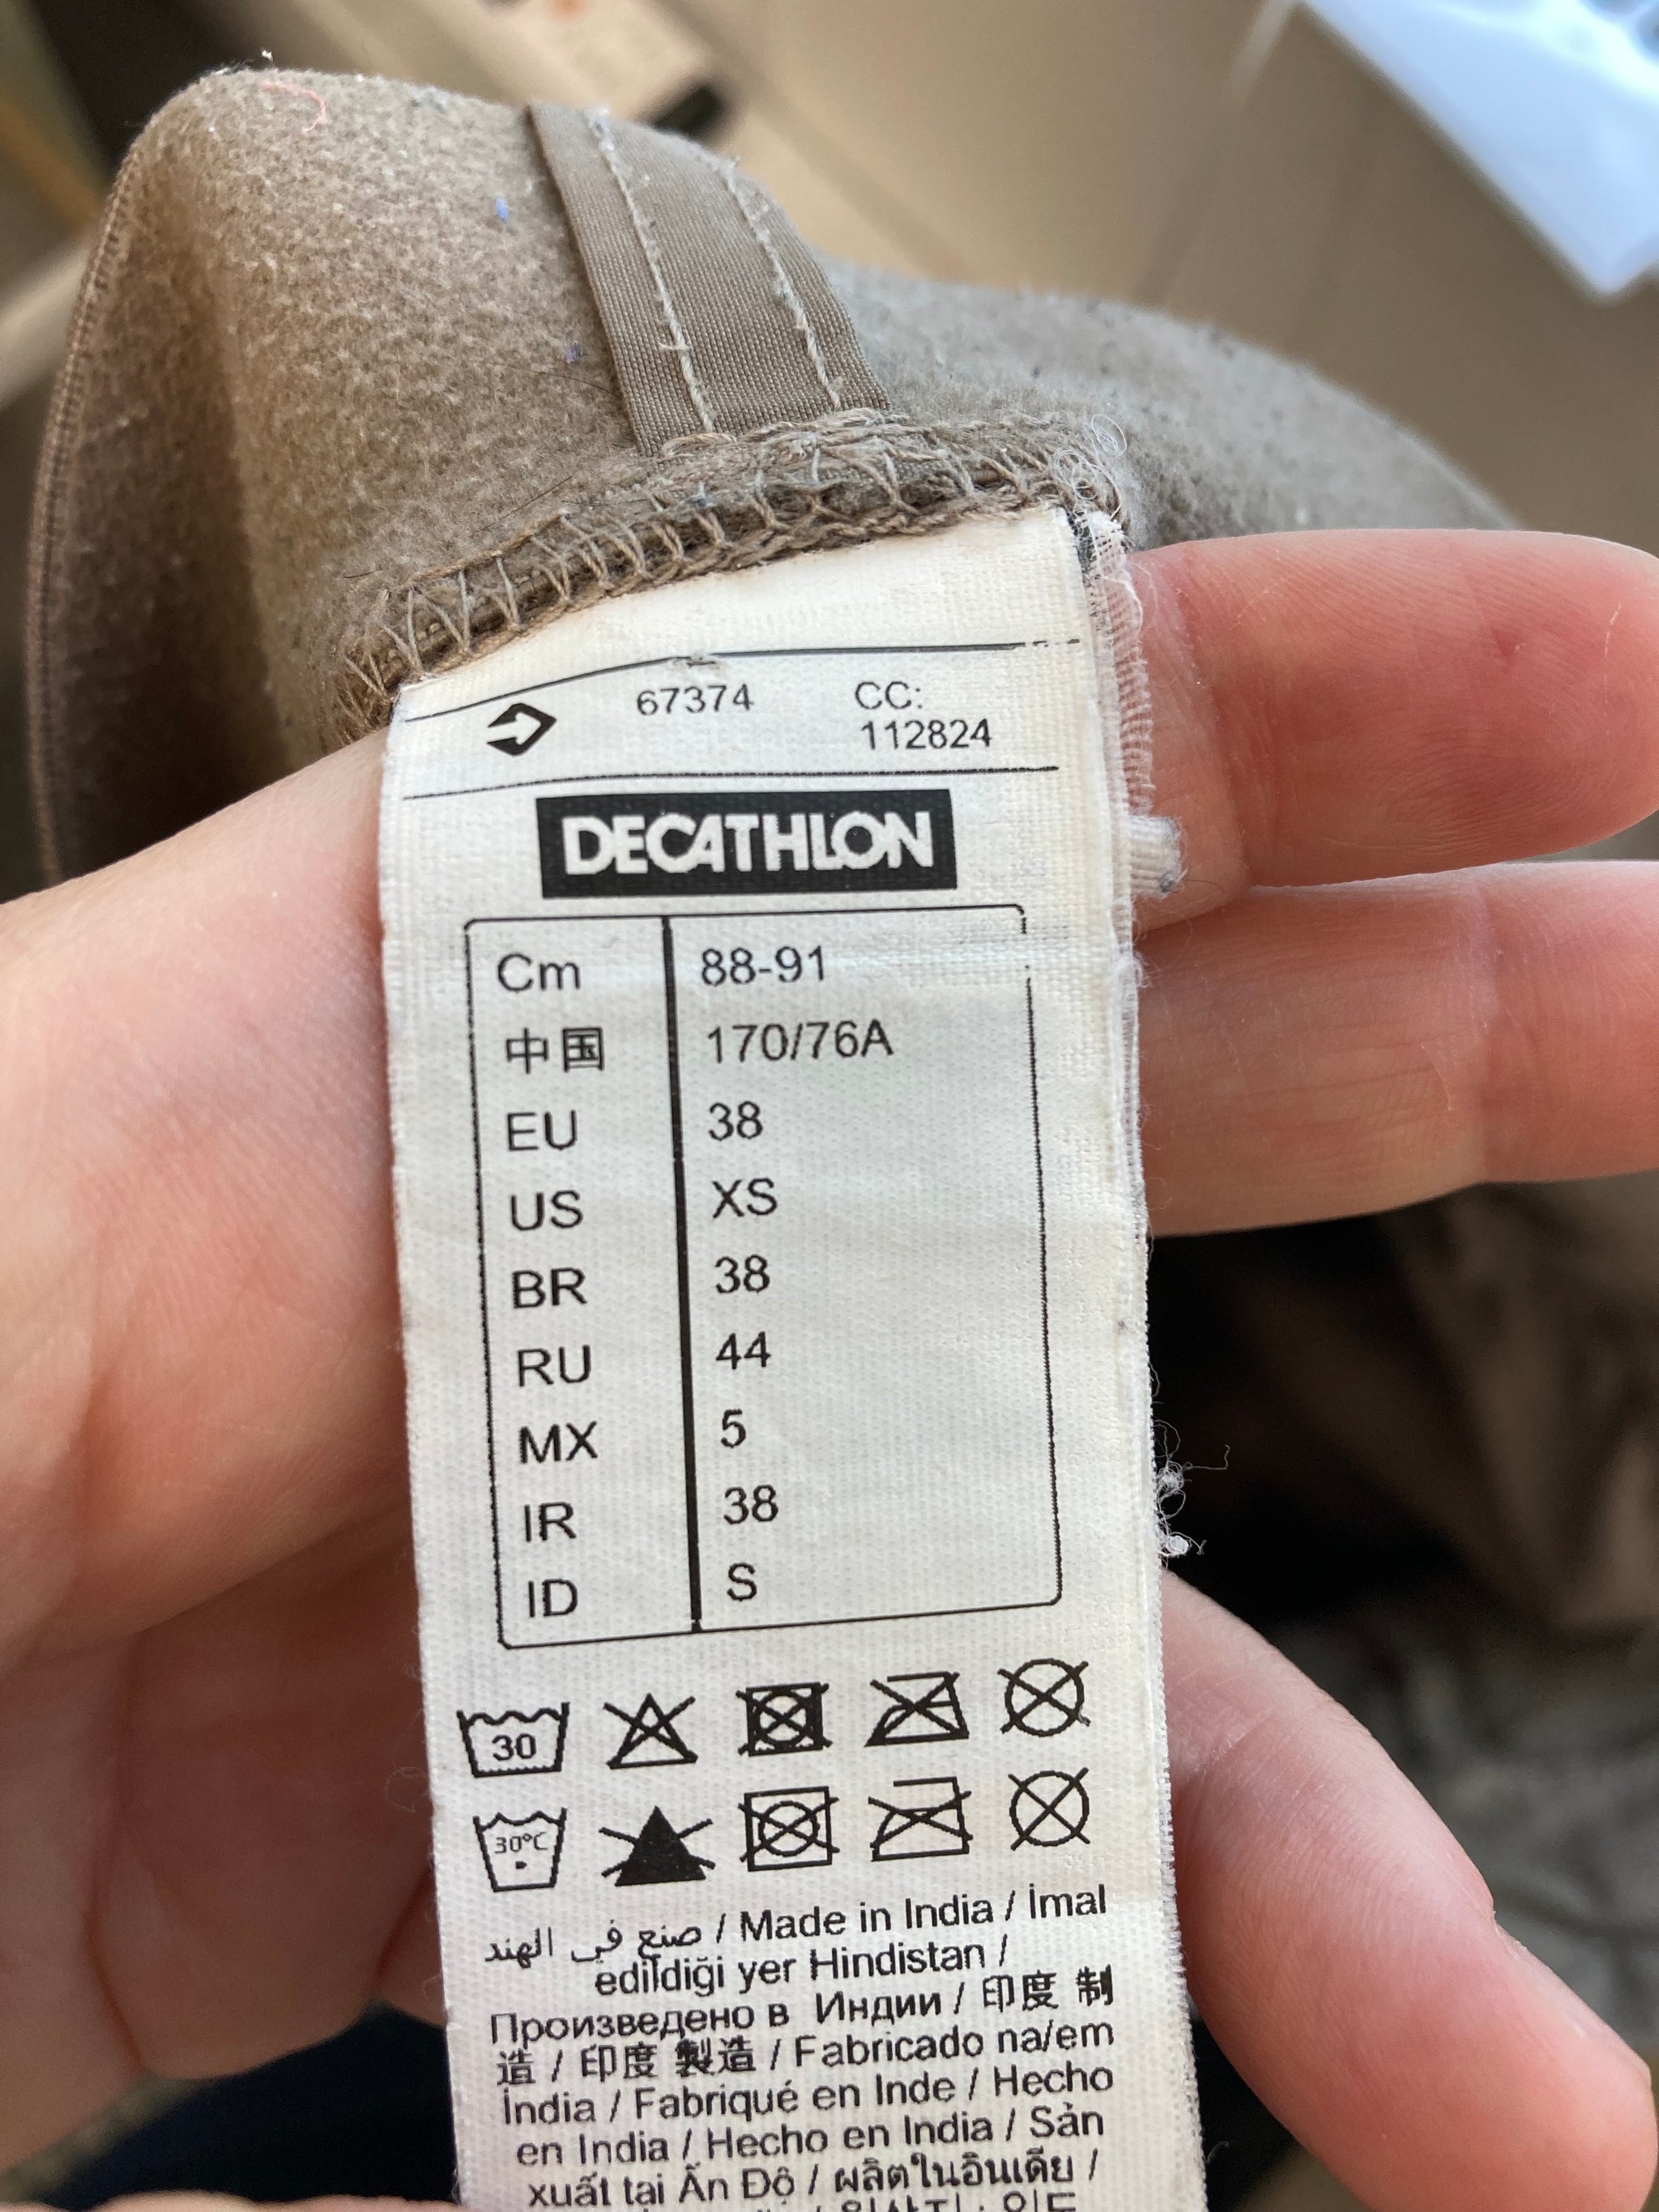 67374 CC:
112824
DECATHLON
Cm 88-91
中国 170/76A
EU 38
US XS
BR 38
RU 44
MX 5
IR 38
ID S
30
30°C
صنع في الهند / Made in India / İmal
edildiği yer Hindistan /
Произведено в Индии / 印度 制
造 / 印度 製造 / Fabricado na/em
Índia / Fabriqué en Inde / Hecho
en India / Hecho en India / Sản
xuất tại Ấn Độ / ผลิตในอินเดีย /